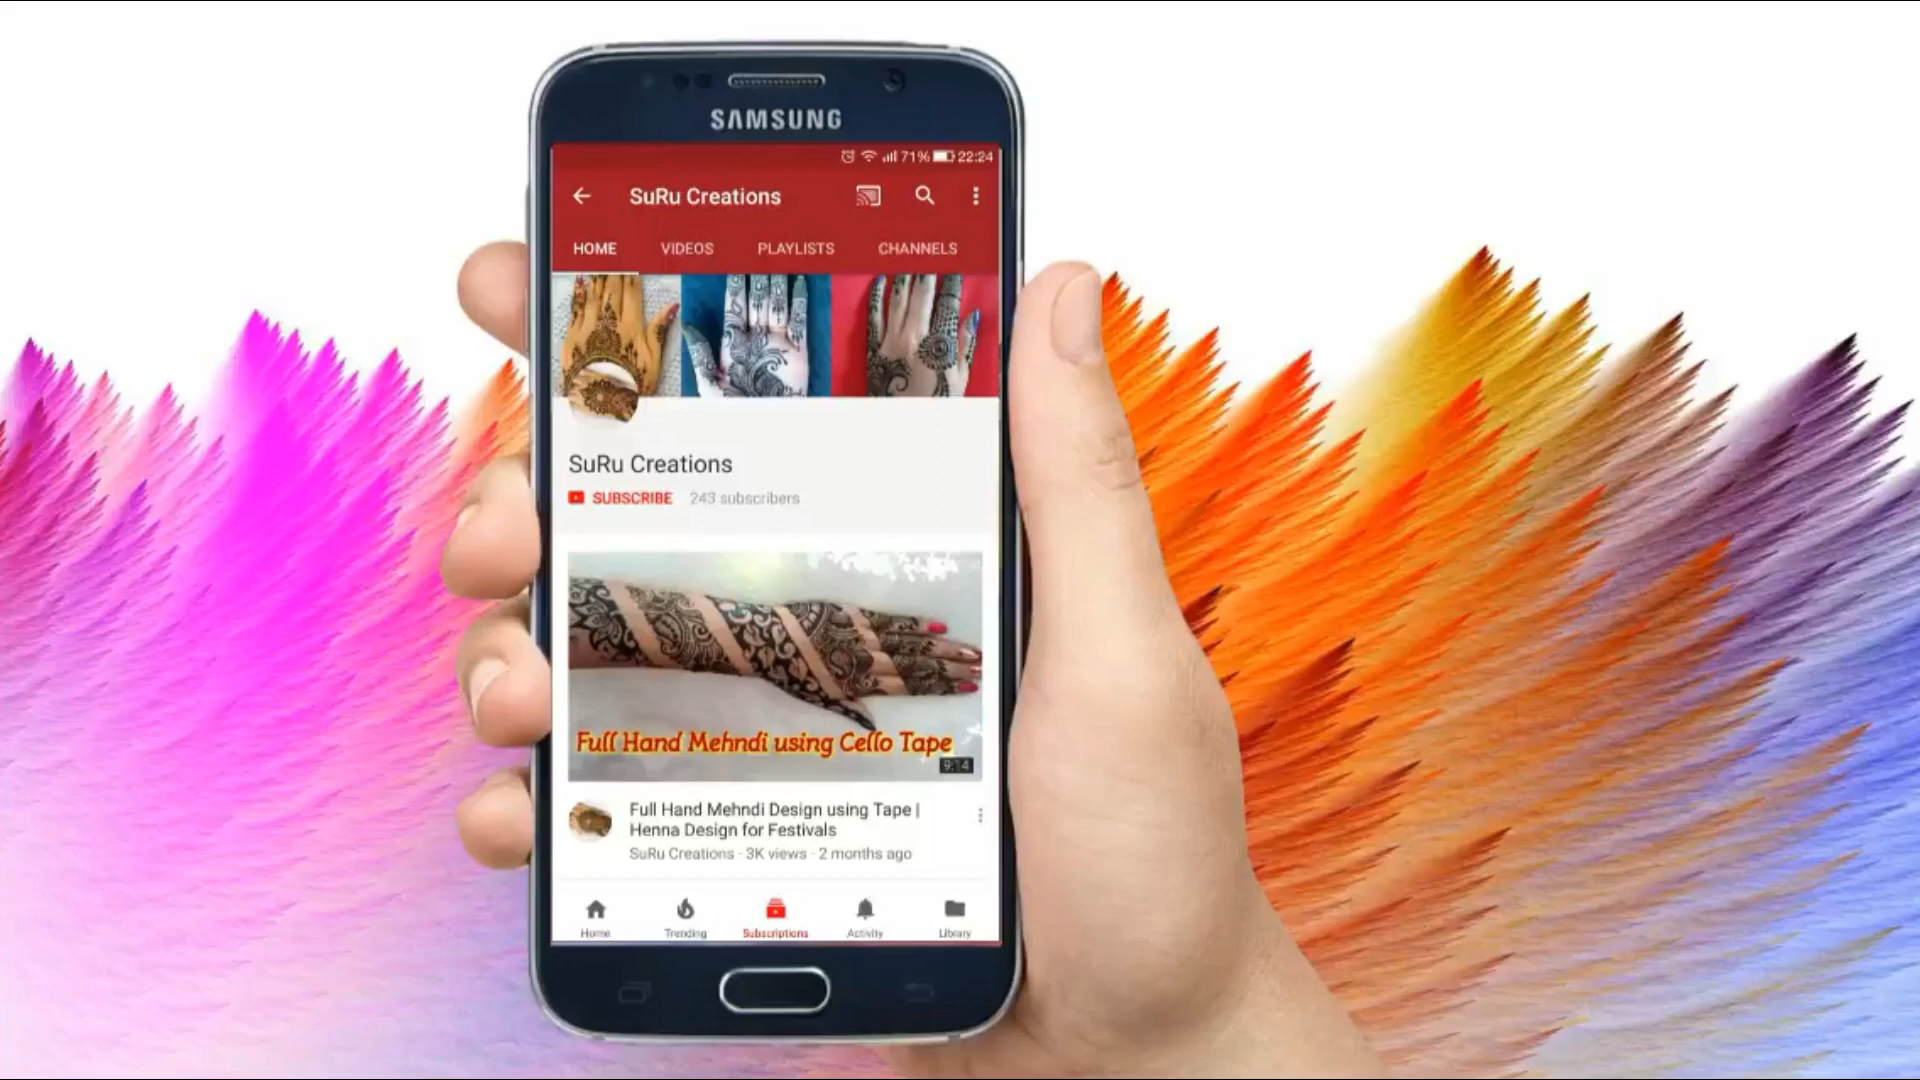 SAMSUNG
71% 22:24
SuRu Creations
HOME VIDEOS PLAYLISTS CHANNELS
SuRu Creations
SUBSCRIBE 243 subscribers
Full Hand Mehndi using Cello Tape
9:14
Full Hand Mehndi Design using Tape |
Henna Design for Festivals
SuRu Creations · 3K views · 2 months ago
Home Trending Subscriptions Activity Library